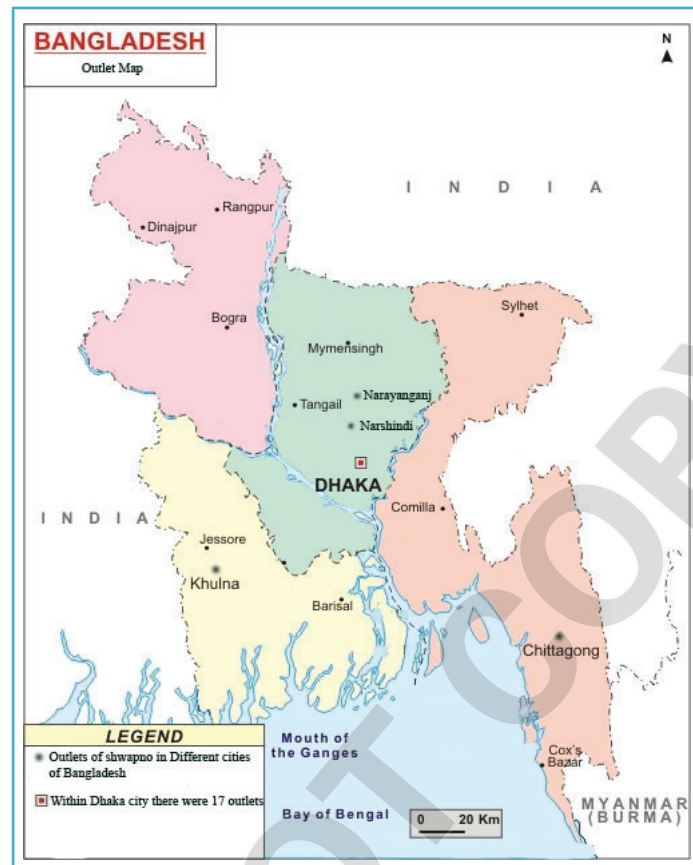 BANGLADESH
Outlet Map
N
I N D I A
Rangpur
Dinajpur
Sylhet
Bogra
Mymensingh
Narayanganj
Tangail
Narshindi
DHAKA
Comilla
I N D I A
Jessore
Khulna
Barisal
Chittagong
LEGEND
Outlets of shwapno in Different cities
of Bangladesh
Within Dhaka city there were 17 outlets
Mouth of
the Ganges
Cox's
Bazar
MYANMAR
(BURMA)
Bay of Bengal
0 20 Km
OT COPY